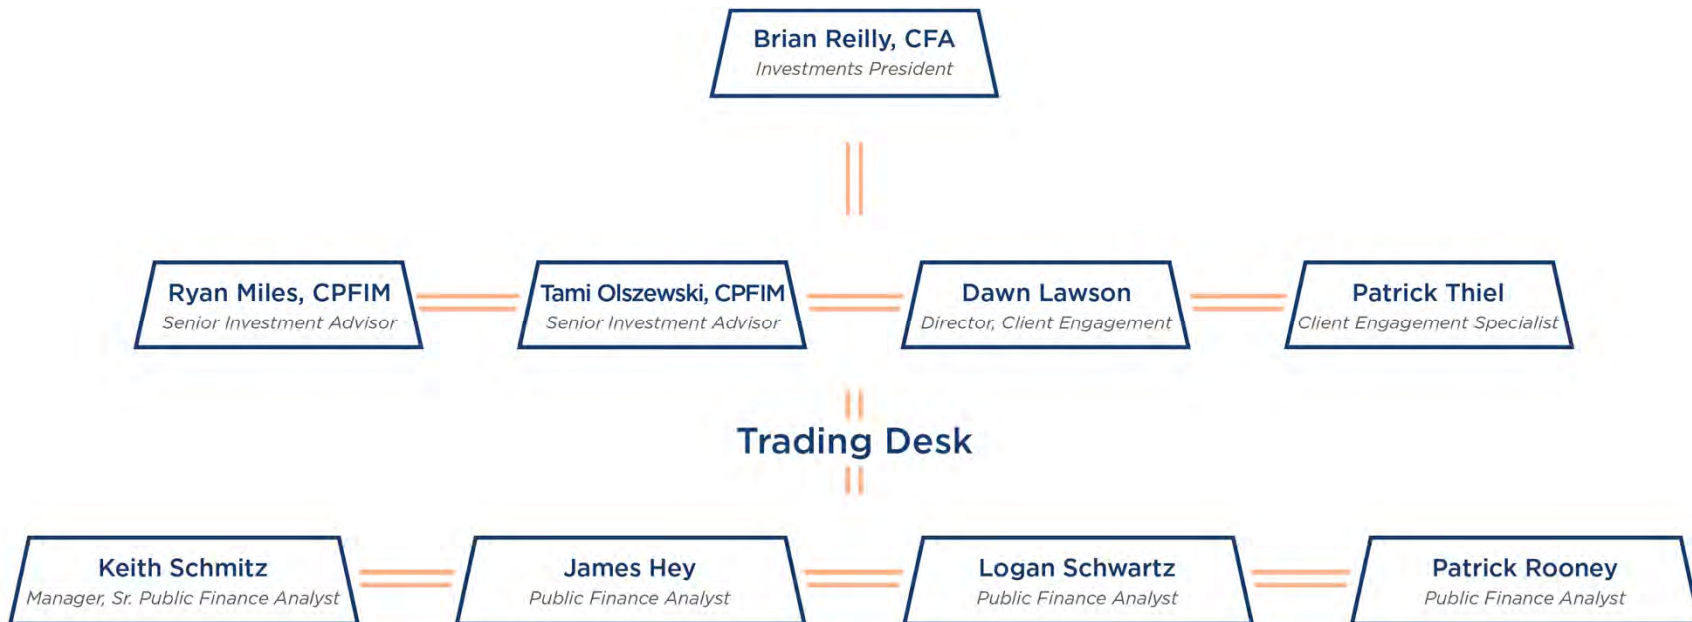 Brian Reilly, CFA
Investments President
Ryan Miles, CPFIM
Senior Investment Advisor
Tami Olszewski, CPFIM
Senior Investment Advisor
Dawn Lawson
Director, Client Engagement
Patrick Thiel
Client Engagement Specialist
Trading Desk
Keith Schmitz
Manager, Sr. Public Finance Analyst
James Hey
Public Finance Analyst
Logan Schwartz
Public Finance Analyst
Patrick Rooney
Public Finance Analyst